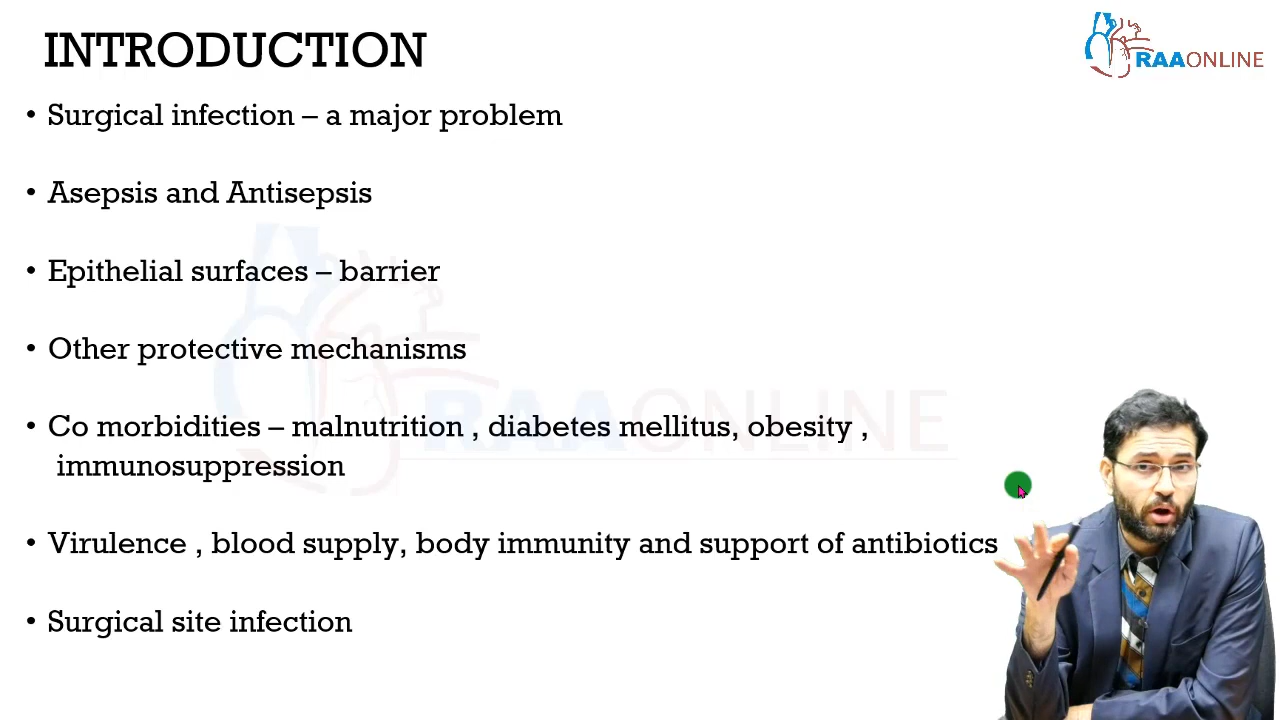 INTRODUCTION
RAAONLINE
• Surgical infection – a major problem
• Asepsis and Antisepsis
• Epithelial surfaces – barrier
• Other protective mechanisms
RAAONLINE
• Co morbidities – malnutrition , diabetes mellitus, obesity ,
immunosuppression
• Virulence , blood supply, body immunity and support of antibiotics
• Surgical site infection